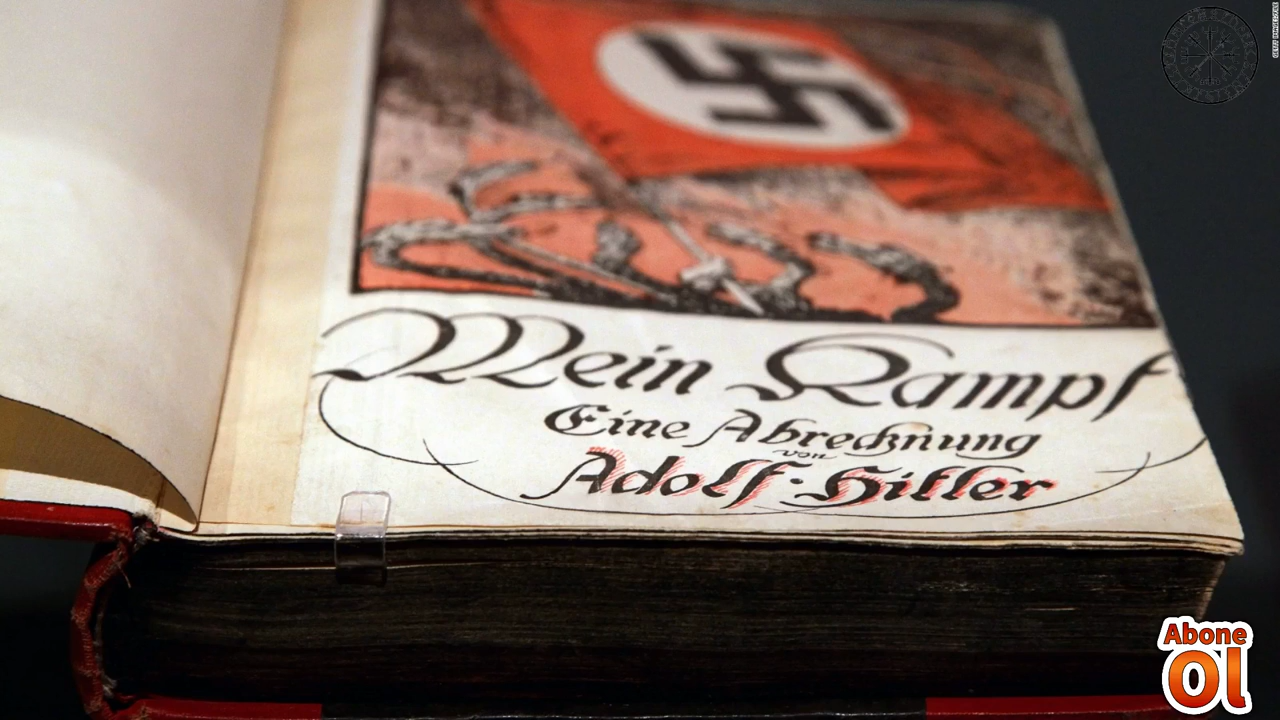 Mein Kampf
Eine Abrechnung
von
Adolf Hitler
Abone
Ol